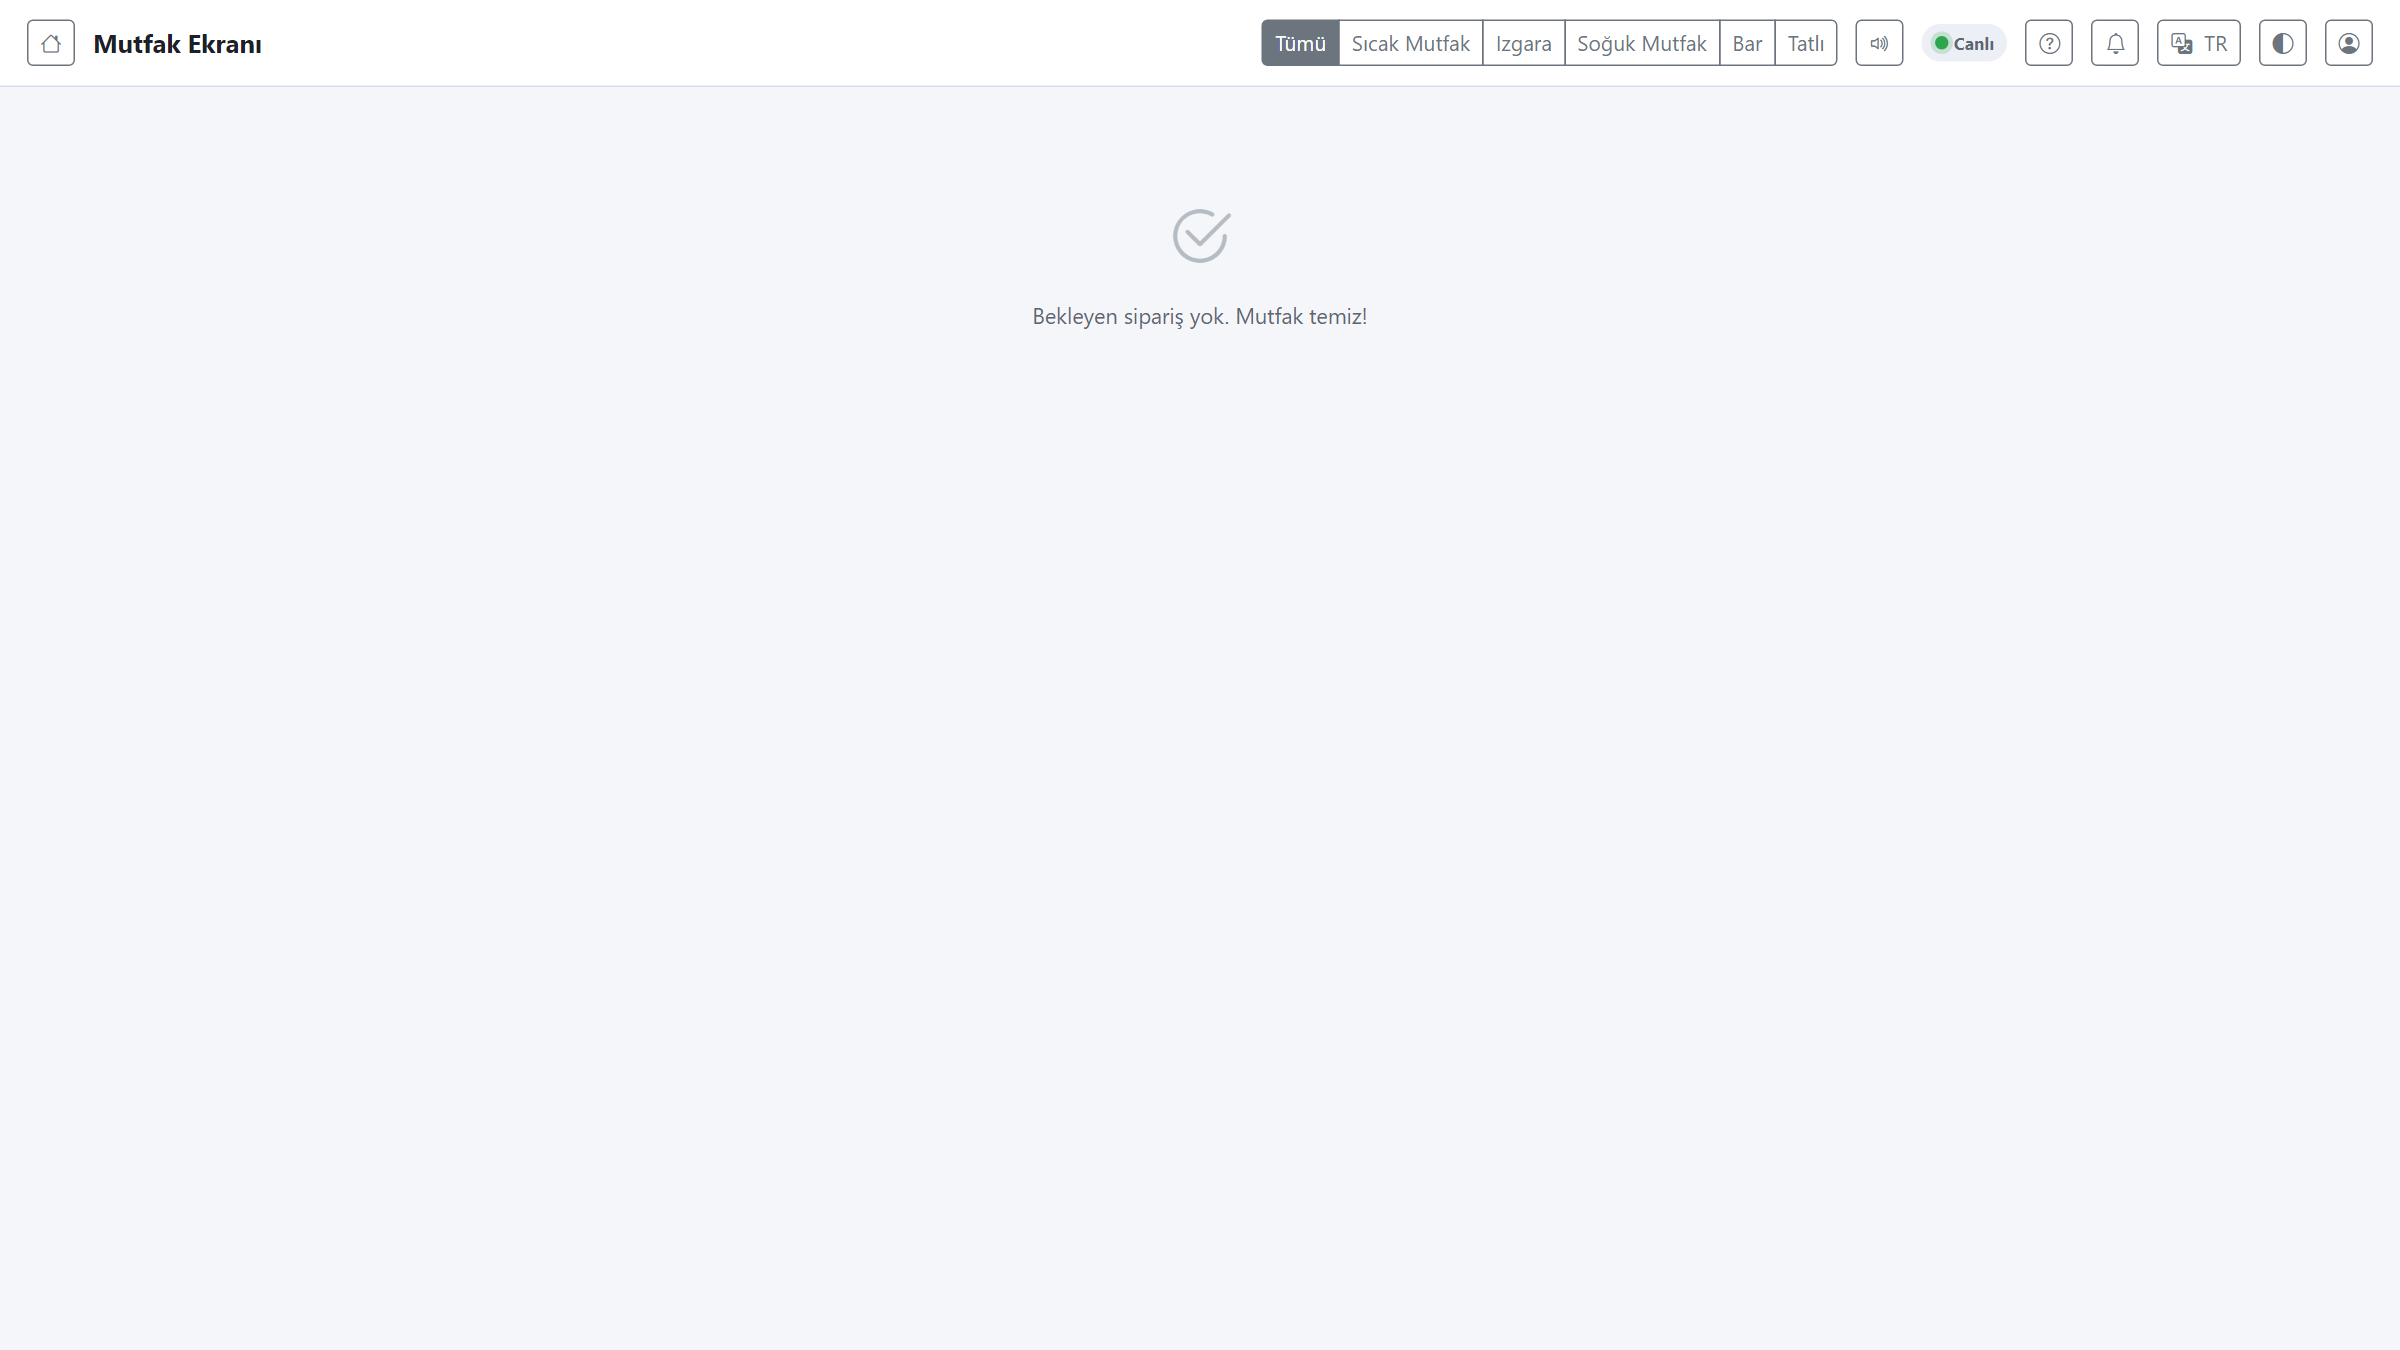 Mutfak Ekranı
Tümü Sıcak Mutfak Izgara Soğuk Mutfak Bar Tatlı Canlı TR
Bekleyen sipariş yok. Mutfak temiz!